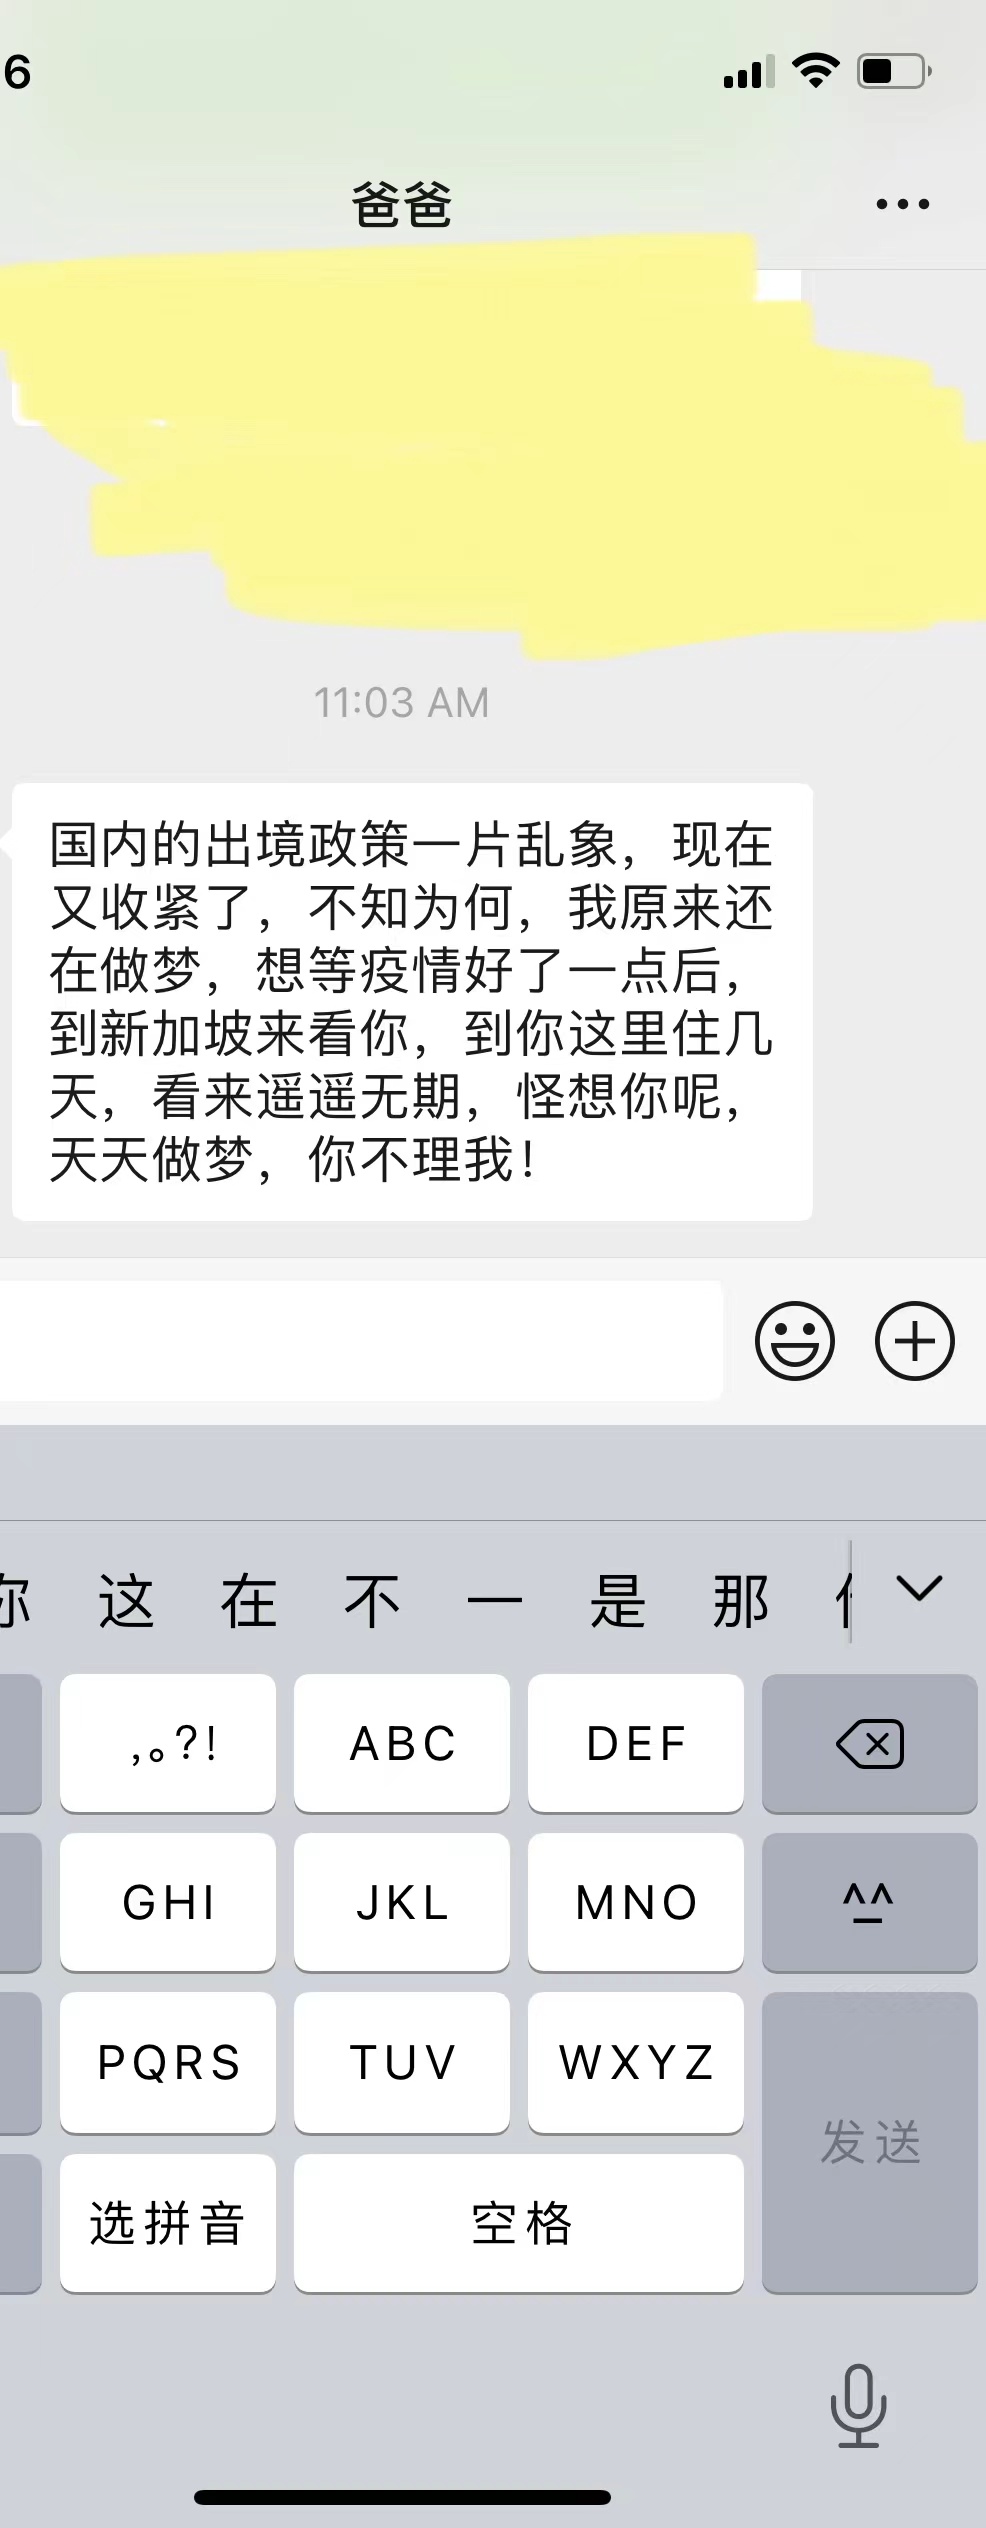 6
爸爸
11:03 AM
国内的出境政策一片乱象，现在
又收紧了，不知为何，我原来还
在做梦，想等疫情好了一点后，
到新加坡来看你，到你这里住几
天，看来遥遥无期，怪想你呢，
天天做梦，你不理我！
你 这 在 不 一 是 那
,。?! ABC DEF
GHI JKL MNO ^^
PQRS TUV WXYZ
发送
选拼音 空格